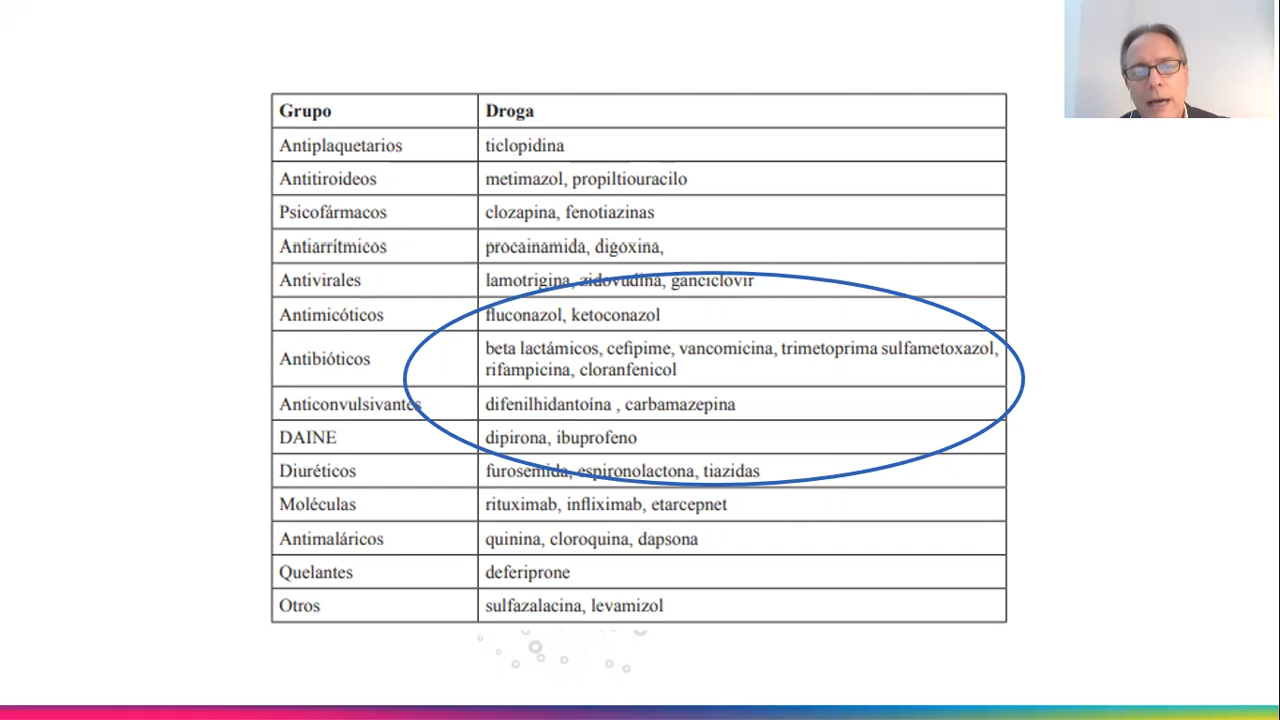 Grupo Droga
Antiplaquetarios ticlopidina
Antitiroideos metimazol, propiltiouracilo
Psicofármacos clozapina, fenotiazinas
Antiarrítmicos procainamida, digoxina,
Antivirales lamotrigina, zidovudina, ganciclovir
Antimicóticos fluconazol, ketoconazol
Antibióticos beta lactámicos, cefipime, vancomicina, trimetoprima sulfametoxazol,
rifampicina, cloranfenicol
Anticonvulsivantes difenilhidantoína , carbamazepina
DAINE dipirona, ibuprofeno
Diuréticos furosemida, espironolactona, tiazidas
Moléculas rituximab, infliximab, etarcepnet
Antimaláricos quinina, cloroquina, dapsona
Quelantes deferiprone
Otros sulfazalacina, levamizol